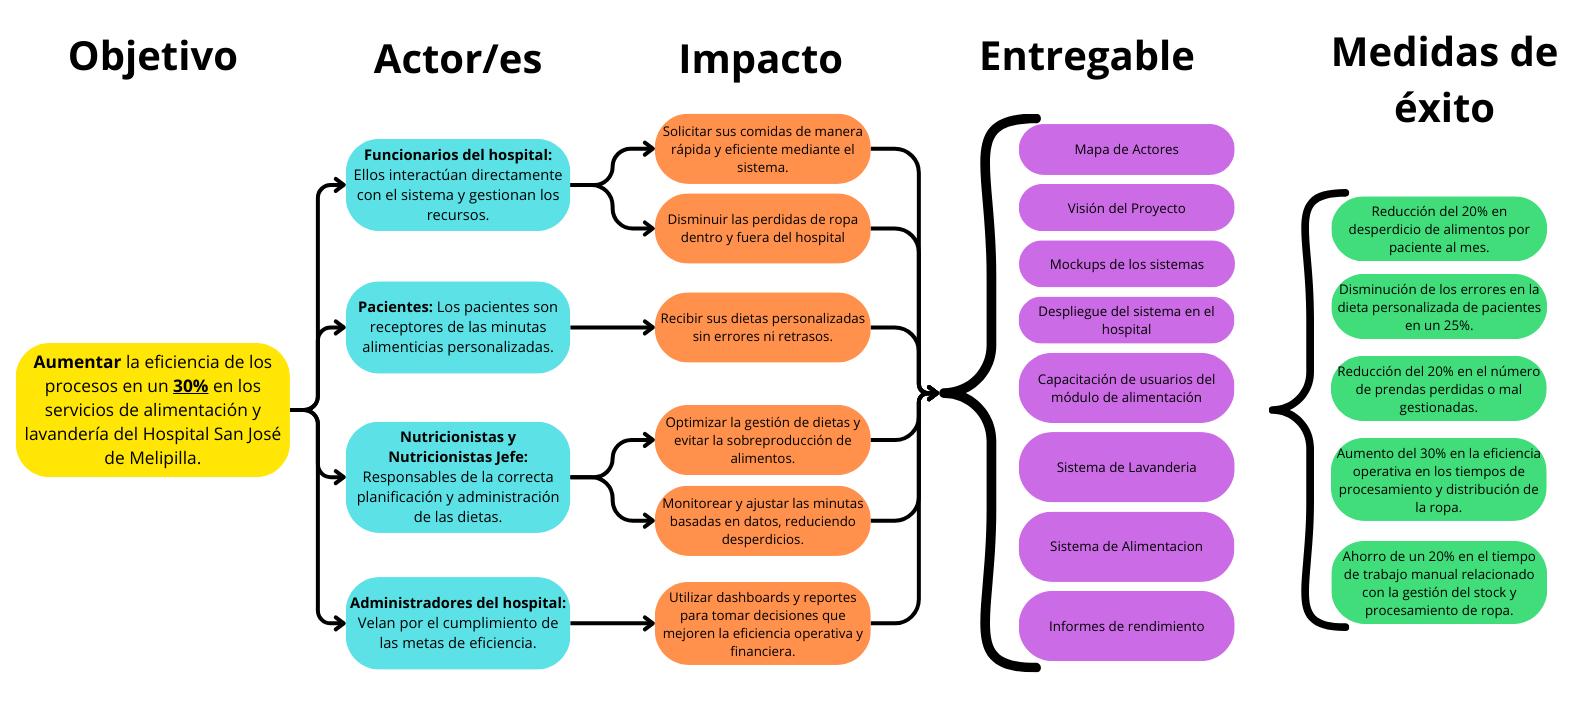 Objetivo
Actor/es
Impacto
Entregable
Medidas de
éxito
Aumentar la eficiencia de los
procesos en un 30% en los
servicios de alimentación y
lavandería del Hospital San José
de Melipilla.
Funcionarios del hospital:
Ellos interactúan directamente
con el sistema y gestionan los
recursos.
Pacientes: Los pacientes son
receptores de las minutas
alimenticias personalizadas.
Nutricionistas y
Nutricionistas Jefe:
Responsables de la correcta
planificación y administración
de las dietas.
Administradores del hospital:
Velan por el cumplimiento de
las metas de eficiencia.
Solicitar sus comidas de manera
rápida y eficiente mediante el
sistema.
Disminuir las perdidas de ropa
dentro y fuera del hospital
Recibir sus dietas personalizadas
sin errores ni retrasos.
Optimizar la gestión de dietas y
evitar la sobreproducción de
alimentos.
Monitorear y ajustar las minutas
basadas en datos, reduciendo
desperdicios.
Utilizar dashboards y reportes
para tomar decisiones que
mejoren la eficiencia operativa y
financiera.
Mapa de Actores
Visión del Proyecto
Mockups de los sistemas
Despliegue del sistema en el
hospital
Capacitación de usuarios del
módulo de alimentación
Sistema de Lavanderia
Sistema de Alimentacion
Informes de rendimiento
Reducción del 20% en
desperdicio de alimentos por
paciente al mes.
Disminución de los errores en la
dieta personalizada de pacientes
en un 25%.
Reducción del 20% en el número
de prendas perdidas o mal
gestionadas.
Aumento del 30% en la eficiencia
operativa en los tiempos de
procesamiento y distribución de
la ropa.
Ahorro de un 20% en el tiempo
de trabajo manual relacionado
con la gestión del stock y
procesamiento de ropa.